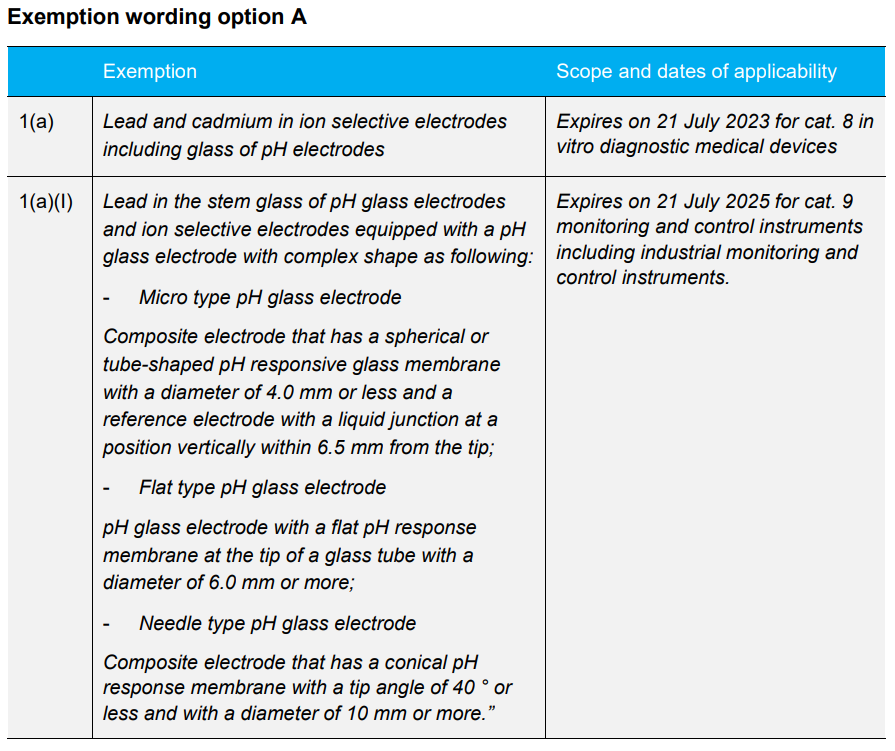 Exemption wording option A
Exemption
Scope and dates of applicability
1(a)
Lead and cadmium in ion selective electrodes
including glass of pH electrodes
Expires on 21 July 2023 for cat. 8 in
vitro diagnostic medical devices
1(a)(I)
Lead in the stem glass of pH glass electrodes
and ion selective electrodes equipped with a pH
glass electrode with complex shape as following:
- Micro type pH glass electrode
Composite electrode that has a spherical or
tube-shaped pH responsive glass membrane
with a diameter of 4.0 mm or less and a
reference electrode with a liquid junction at a
position vertically within 6.5 mm from the tip;
- Flat type pH glass electrode
pH glass electrode with a flat pH response
membrane at the tip of a glass tube with a
diameter of 6.0 mm or more;
- Needle type pH glass electrode
Composite electrode that has a conical pH
response membrane with a tip angle of 40 ° or
less and with a diameter of 10 mm or more.”
Expires on 21 July 2025 for cat. 9
monitoring and control instruments
including industrial monitoring and
control instruments.